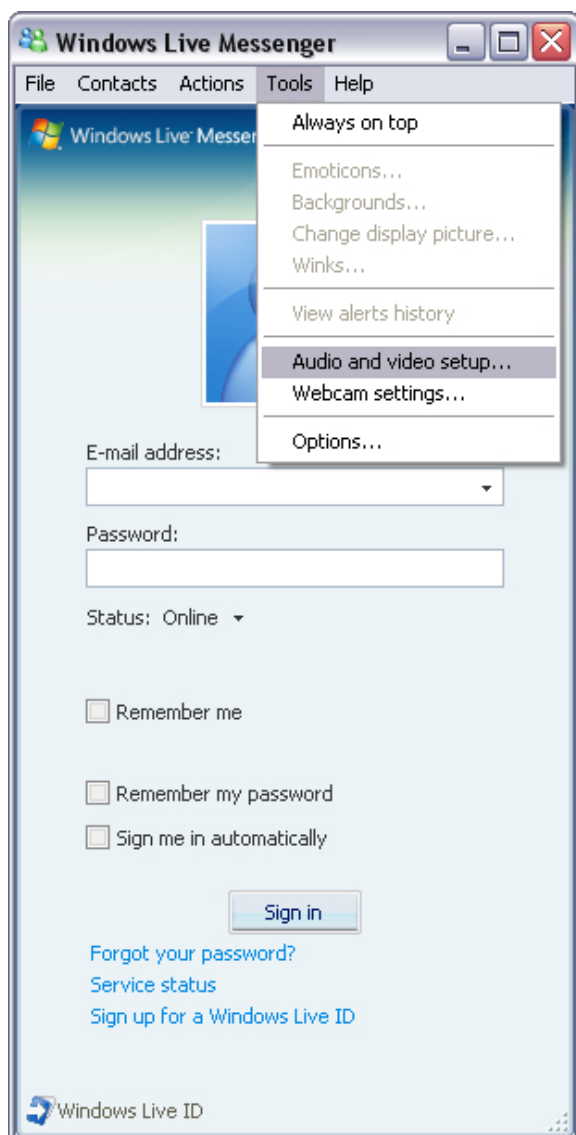 Windows Live Messenger
File Contacts Actions Tools Help
Windows Live Messen
Always on top
Emoticons...
Backgrounds...
Change display picture...
Winks...
View alerts history
Audio and video setup...
Webcam settings...
Options...
E-mail address:
Password:
Status: Online
Remember me
Remember my password
Sign me in automatically
Sign in
Forgot your password?
Service status
Sign up for a Windows Live ID
Windows Live ID